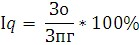 Iq = Зо / Зпг * 100%